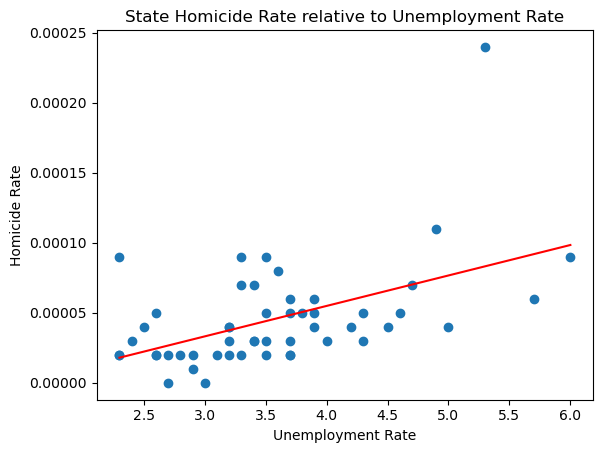 State Homicide Rate relative to Unemployment Rate
0.00025
0.00020
0.00015
0.00010
0.00005
0.00000
Homicide Rate
2.5 3.0 3.5 4.0 4.5 5.0 5.5 6.0
Unemployment Rate